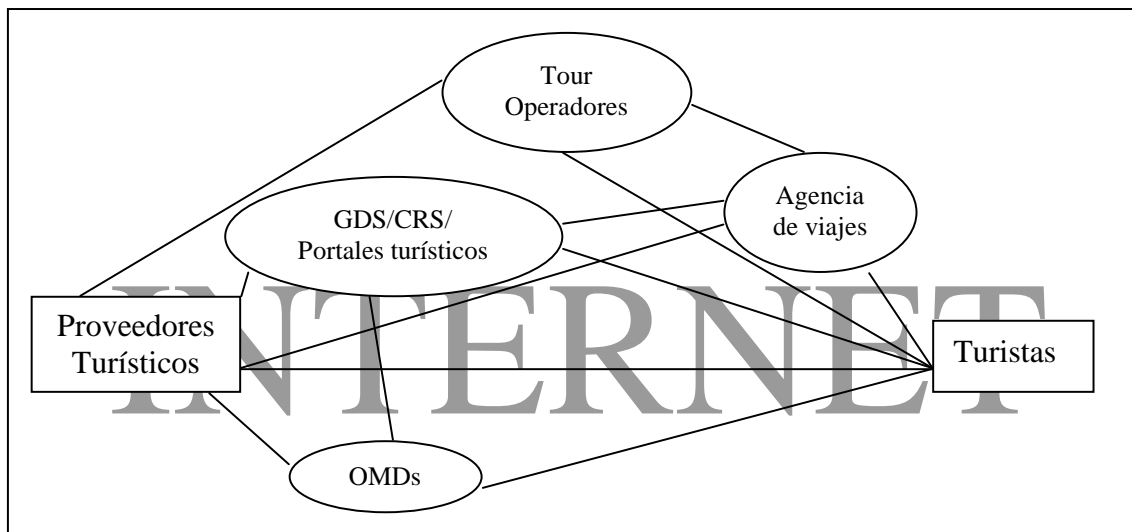 Tour
Operadores
Agencia
de viajes
GDS/CRS/
Portales turísticos
INTERNET
Proveedores
Turísticos
Turistas
OMDs